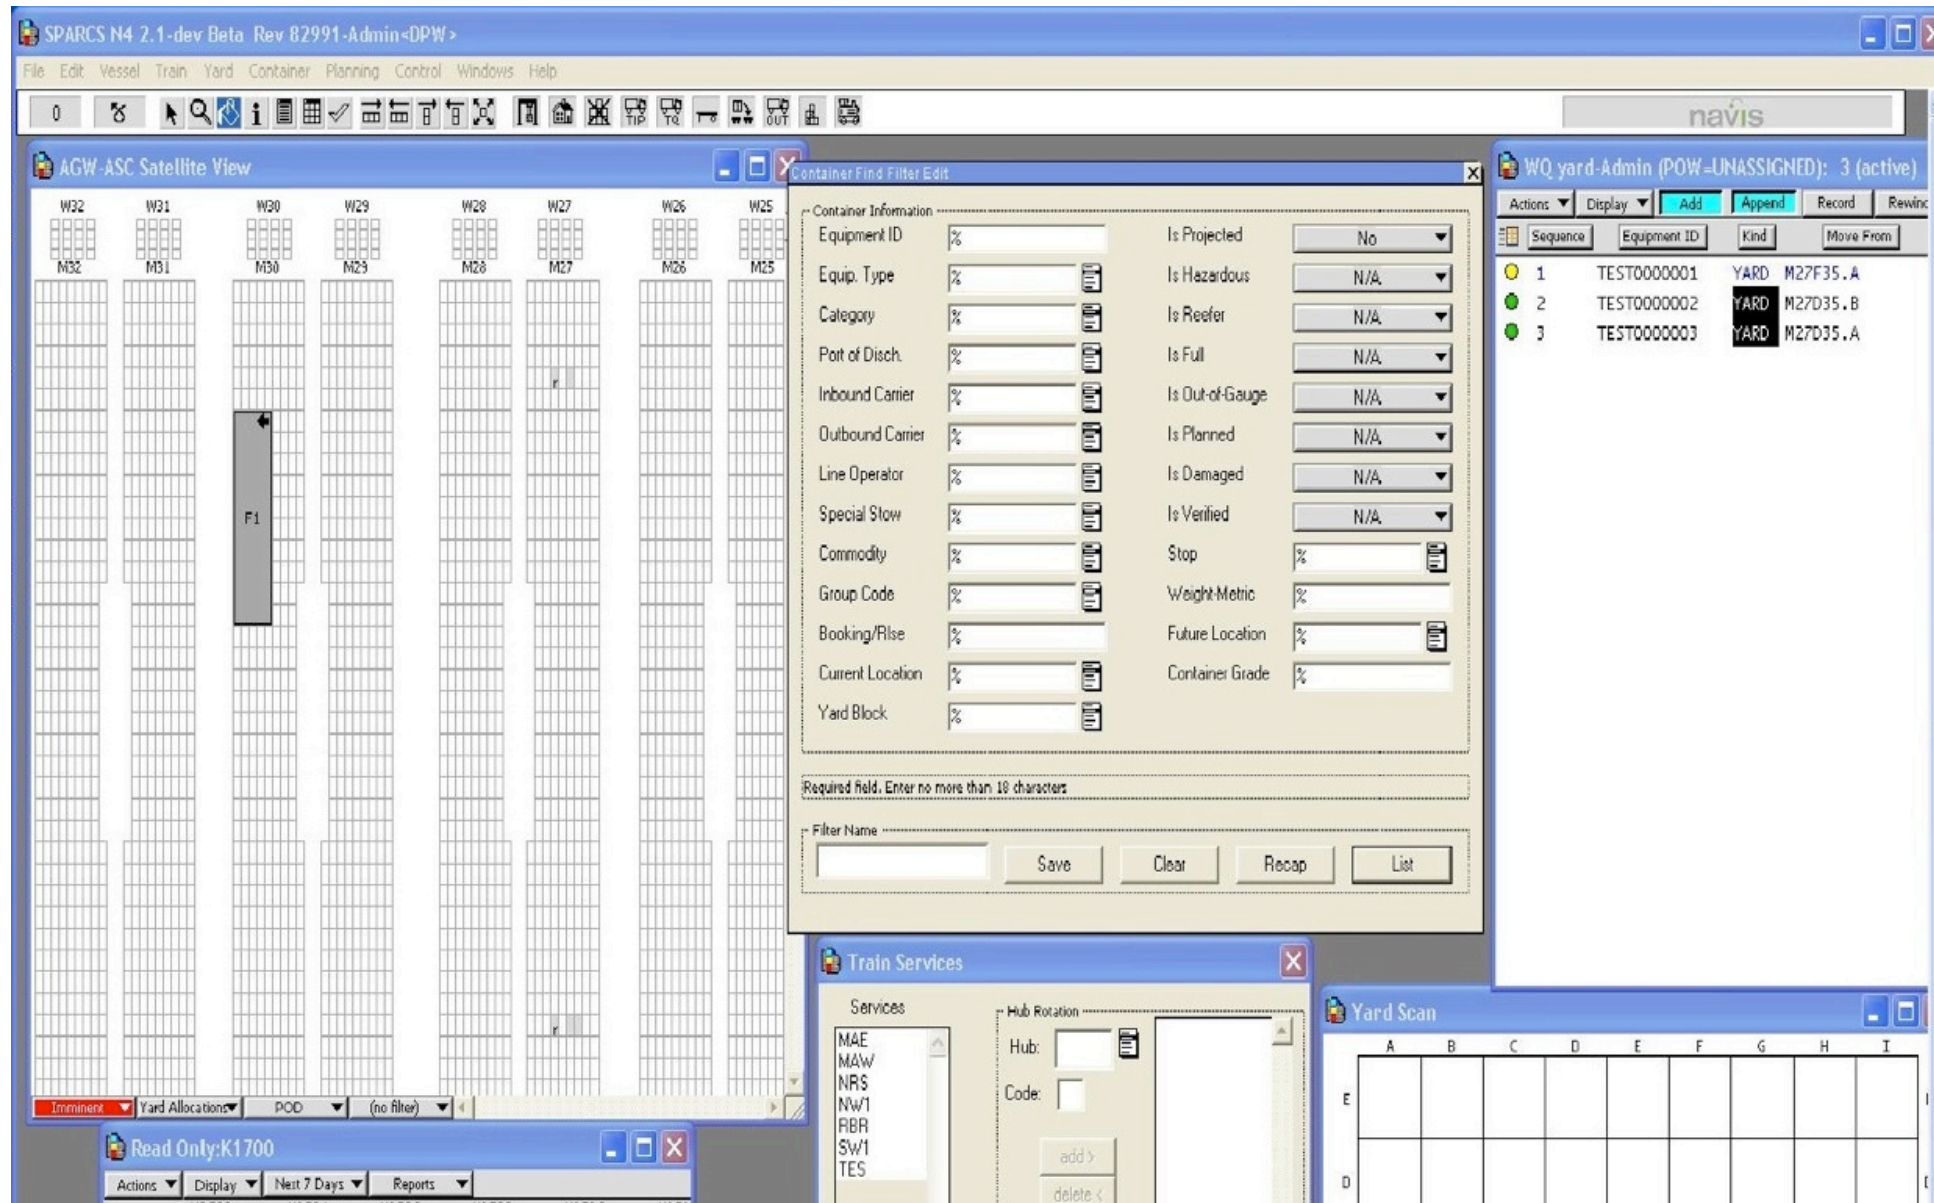 SPARCS N4 2.1-dev Beta Rev 82991-Admin<DPW>
File Edit Vessel Train Yard Container Planning Control Windows Help
0
TIP TQ OUT
navis
AGW-ASC Satellite View
W32 W31 W30 W29 W28 W27 W26 W25
M32 M31 M30 M29 M28 M27 M26 M25
r
F1
r
Imminent Yard Allocations POD (no filter)
Container Find Filter Edit
Container Information
Equipment ID % Is Projected No
Equip. Type % Is Hazardous N/A
Category % Is Reefer N/A
Port of Disch. % Is Full N/A
Inbound Carrier % Is Out-of-Gauge N/A
Outbound Carrier % Is Planned N/A
Line Operator % Is Damaged N/A
Special Stow % Is Verified N/A
Commodity % Stop %
Group Code % Weight-Metric %
Booking/Rlse % Future Location %
Current Location % Container Grade %
Yard Block %
Required field. Enter no more than 18 characters
Filter Name
Save Clear Recap List
WQ yard-Admin (POW=UNASSIGNED): 3 (active)
Actions Display Add Append Record Rewind
Sequence Equipment ID Kind Move From
1 TEST0000001 YARD M27F35.A
2 TEST0000002 YARD M27D35.B
3 TEST0000003 YARD M27D35.A
Train Services
Services
MAE
MAW
NRS
NW1
RBR
SW1
TES
Hub Rotation
Hub:
Code:
add >
delete <
Yard Scan
A B C D E F G H I
E
D
Read Only:K1700
Actions Display Next 7 Days Reports